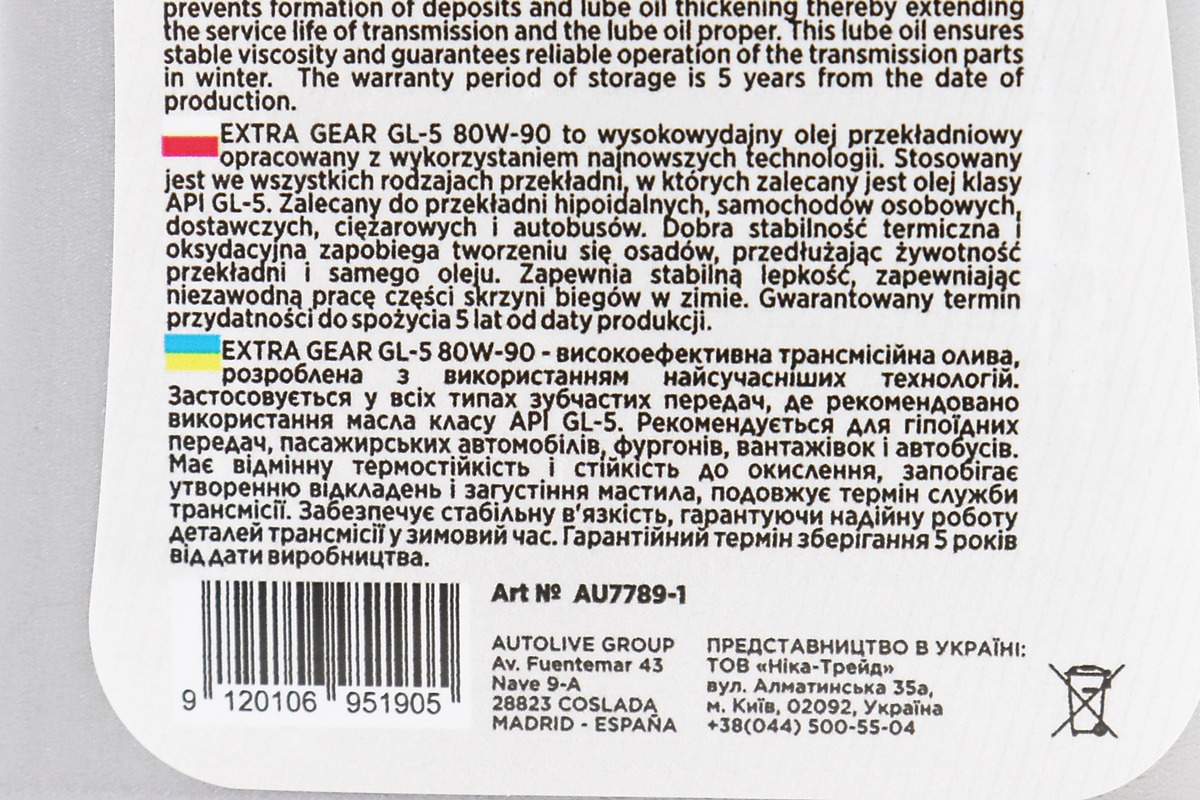 prevents formation of deposits and lube oil thickening thereby extending
the service life of transmission and the lube oil proper. This lube oil ensures
stable viscosity and guarantees reliable operation of the transmission parts
in winter. The warranty period of storage is 5 years from the date of
production.
EXTRA GEAR GL-5 80W-90 to wysokowydajny olej przekładniowy
opracowany z wykorzystaniem najnowszych technologii. Stosowany
jest we wszystkich rodzajach przekładni, w których zalecany jest olej klasy
API GL-5. Zalecany do przekładni hipoidalnych, samochodów osobowych,
dostawczych, ciężarowych i autobusów. Dobra stabilność termiczna i
oksydacyjna zapobiega tworzeniu się osadów, przedłużając żywotność
przekładni i samego oleju. Zapewnia stabilną lepkość, zapewniając
niezawodną pracę części skrzyni biegów w zimie. Gwarantowany termin
przydatności do spożycia 5 lat od daty produkcji.
EXTRA GEAR GL-5 80W-90 - високоефективна трансмісійна олива,
розроблена з використанням найсучасніших технологій.
Застосовується у всіх типах зубчастих передач, де рекомендовано
використання масла класу API GL-5. Рекомендується для гіпоїдних
передач, пасажирських автомобілів, фургонів, вантажівок і автобусів.
Має відмінну термостійкість і стійкість до окислення, запобігає
утворенню відкладень і загустіння мастила, подовжує термін служби
трансмісії. Забезпечує стабільну в'язкість, гарантуючи надійну роботу
деталей трансмісії у зимовий час. Гарантійний термін зберігання 5 років
від дати виробництва.
Art № AU7789-1
AUTOLIVE GROUP
Av. Fuentemar 43
Nave 9-A
28823 COSLADA
MADRID - ESPAÑA
ПРЕДСТАВНИЦТВО В УКРАЇНІ:
ТОВ «Ніка-Трейд»
вул. Алматинська 35а,
м. Київ, 02092, Україна
+38(044) 500-55-04
9 120106 951905